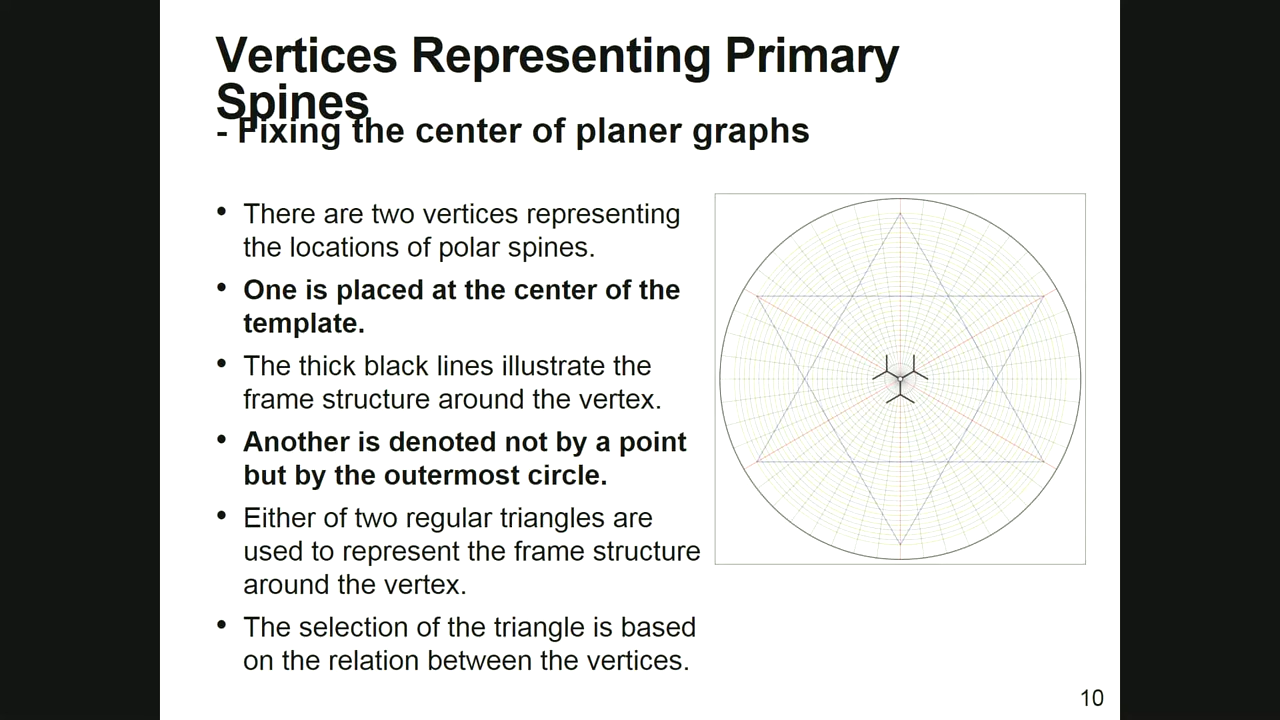 Vertices Representing Primary
Spines
- Fixing the center of planer graphs
• There are two vertices representing
the locations of polar spines.
• One is placed at the center of the
template.
• The thick black lines illustrate the
frame structure around the vertex.
• Another is denoted not by a point
but by the outermost circle.
• Either of two regular triangles are
used to represent the frame structure
around the vertex.
• The selection of the triangle is based
on the relation between the vertices.
10